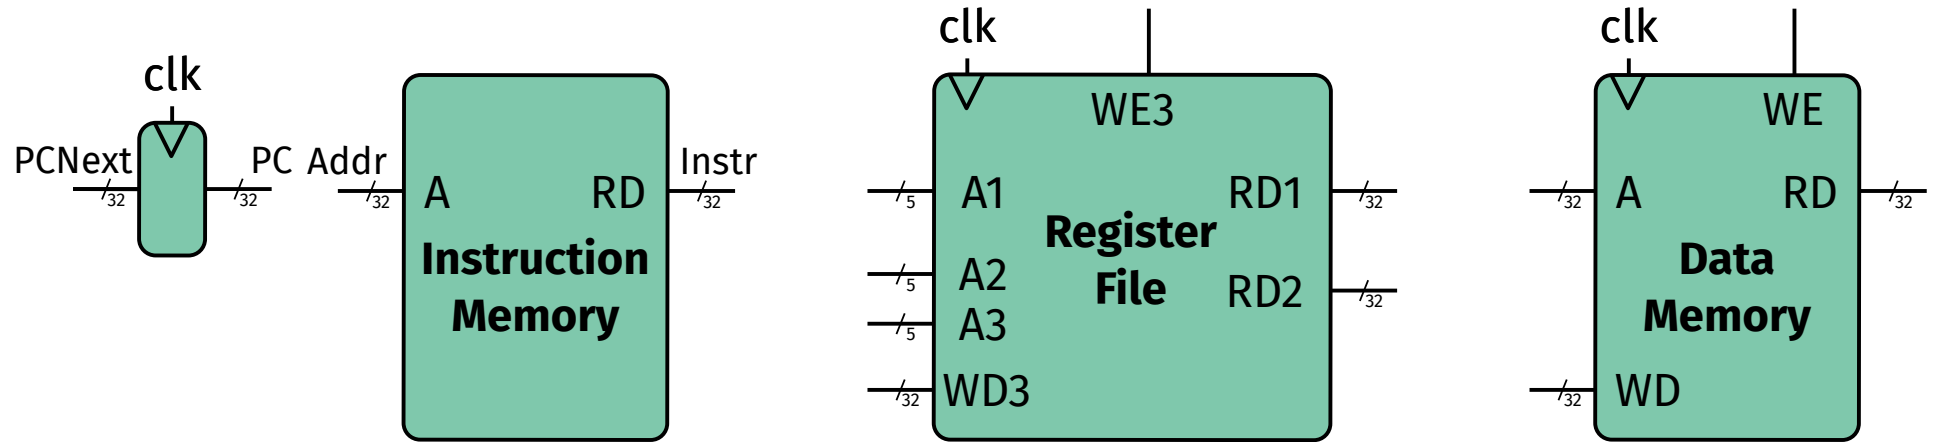 clk
PCNext
32
PC
32
Addr
32
A
RD
Instruction
Memory
Instr
32
clk
WE3
5
A1
5
A2
5
A3
32
WD3
Register
File
RD1
32
RD2
32
clk
WE
32
A
RD
32
Data
Memory
32
WD